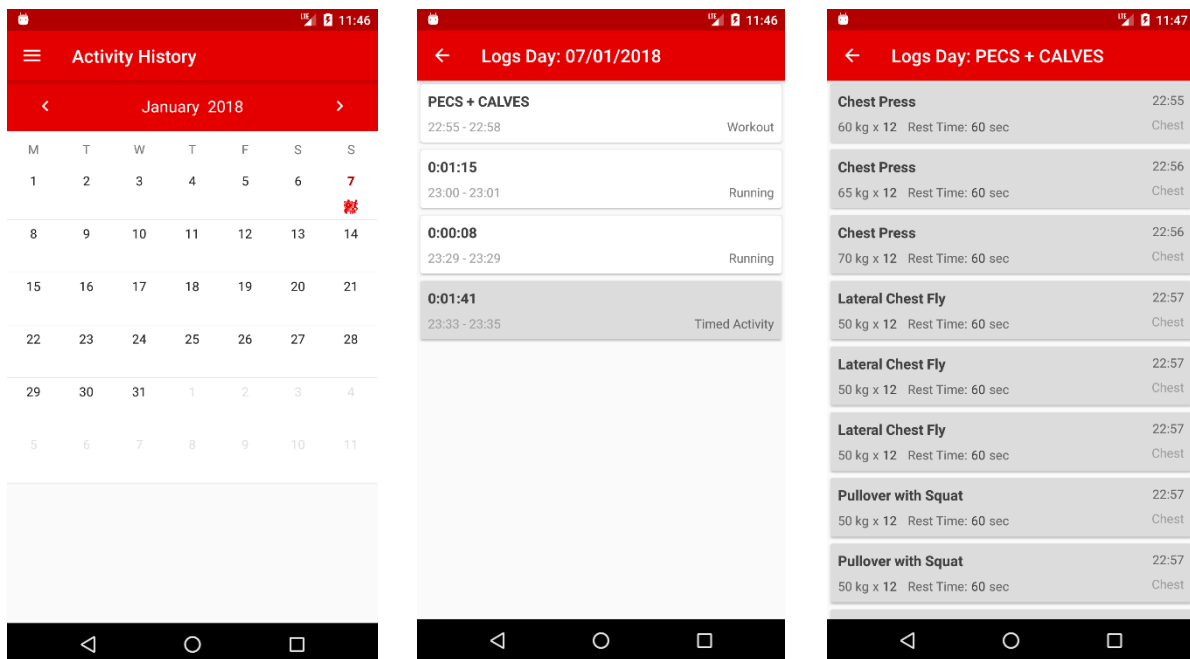 LTE 11:46
Activity History
January 2018
M T W T F S S
1 2 3 4 5 6 7
8 9 10 11 12 13 14
15 16 17 18 19 20 21
22 23 24 25 26 27 28
29 30 31 1 2 3 4
5 6 7 8 9 10 11
LTE 11:46
Logs Day: 07/01/2018
PECS + CALVES
22:55 - 22:58 Workout
0:01:15
23:00 - 23:01 Running
0:00:08
23:29 - 23:29 Running
0:01:41
23:33 - 23:35 Timed Activity
LTE 11:47
Logs Day: PECS + CALVES
Chest Press 22:55
60 kg x 12 Rest Time: 60 sec Chest
Chest Press 22:56
65 kg x 12 Rest Time: 60 sec Chest
Chest Press 22:56
70 kg x 12 Rest Time: 60 sec Chest
Lateral Chest Fly 22:57
50 kg x 12 Rest Time: 60 sec Chest
Lateral Chest Fly 22:57
50 kg x 12 Rest Time: 60 sec Chest
Lateral Chest Fly 22:57
50 kg x 12 Rest Time: 60 sec Chest
Pullover with Squat 22:57
50 kg x 12 Rest Time: 60 sec Chest
Pullover with Squat 22:57
50 kg x 12 Rest Time: 60 sec Chest